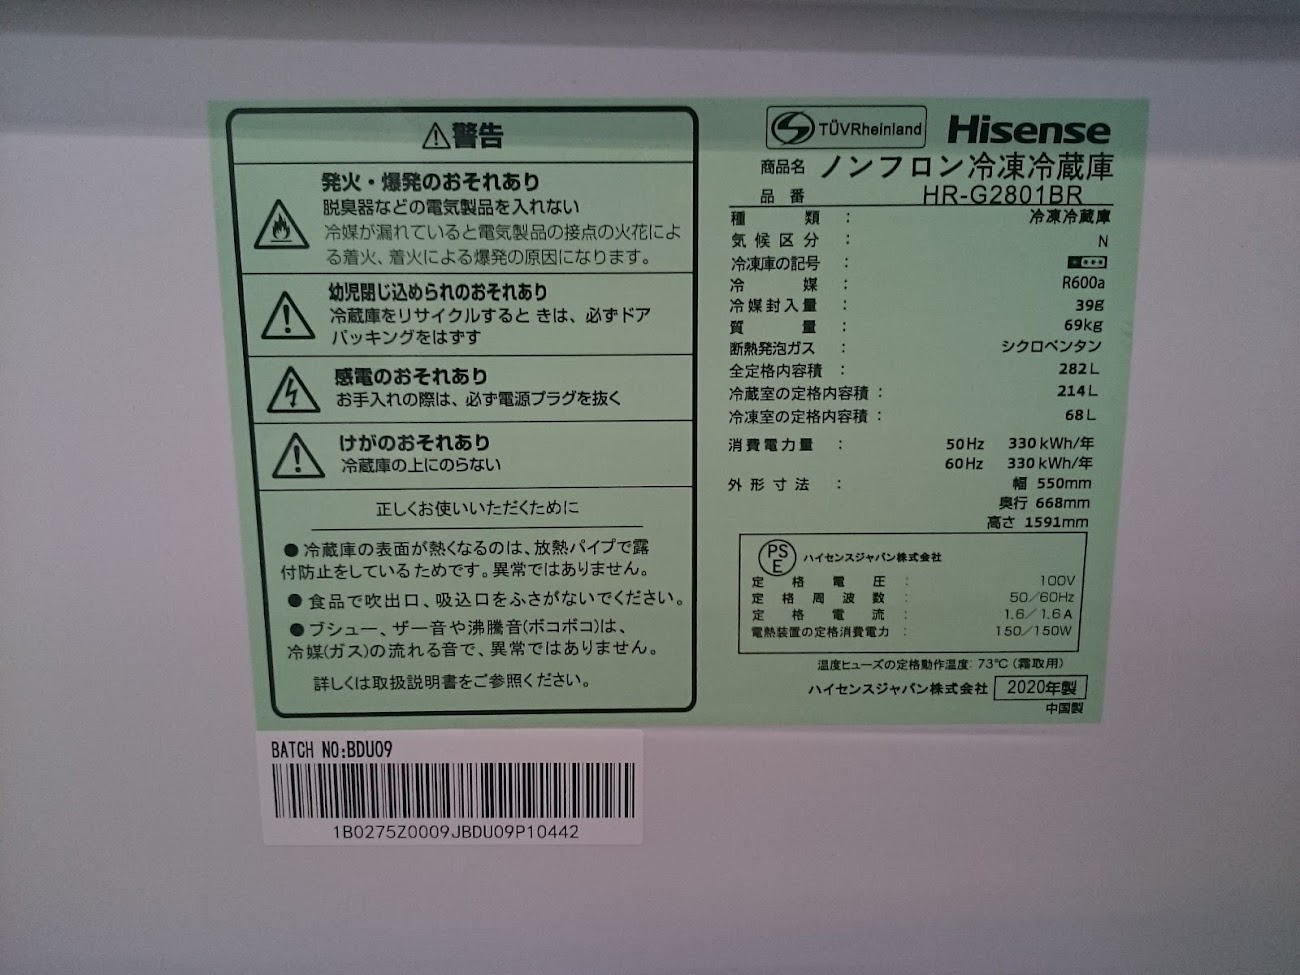 警告
発火・爆発のおそれあり
脱臭器などの電気製品を入れない
冷媒が漏れていると電気製品の接点の火花によ
る着火、着火による爆発の原因になります。
幼児閉じ込められのおそれあり
冷蔵庫をリサイクルすると きは、必ずドア
パッキングをはずす
感電のおそれあり
お手入れの際は、必ず電源プラグを抜く
けがのおそれあり
冷蔵庫の上にのらない
正しくお使いいただくために
●冷蔵庫の表面が熱くなるのは、放熱パイプで露
付防止をしているためです。異常ではありません。
●食品で吹出口、吸込口をふさがないでください。
●ブシュー、ザー音や沸騰音(ボコボコ)は、
冷媒(ガス)の流れる音で、異常ではありません。
詳しくは取扱説明書をご参照ください。
TÜVRheinland Hisense
商品名 ノンフロン冷凍冷蔵庫
品番 HR-G2801BR
種類 : 冷凍冷蔵庫
気候区分 : N
冷凍庫の記号 :
冷媒 : R600a
冷媒封入量 : 39g
質量 : 69kg
断熱発泡ガス : シクロペンタン
全定格内容積 : 282L
冷蔵室の定格内容積 : 214L
冷凍室の定格内容積 : 68L
消費電力量 : 50Hz 330kWh/年
60Hz 330kWh/年
外形寸法 : 幅 550mm
奥行 668mm
高さ 1591mm
PSE ハイセンスジャパン株式会社
定格電圧 : 100V
定格周波数 : 50/60Hz
定格電流 : 1.6/1.6A
電熱装置の定格消費電力 : 150/150W
温度ヒューズの定格動作温度: 73℃(霜取用)
ハイセンスジャパン株式会社 2020年製
中国製
BATCH NO:BDU09
1B0275Z0009JBDU09P10442